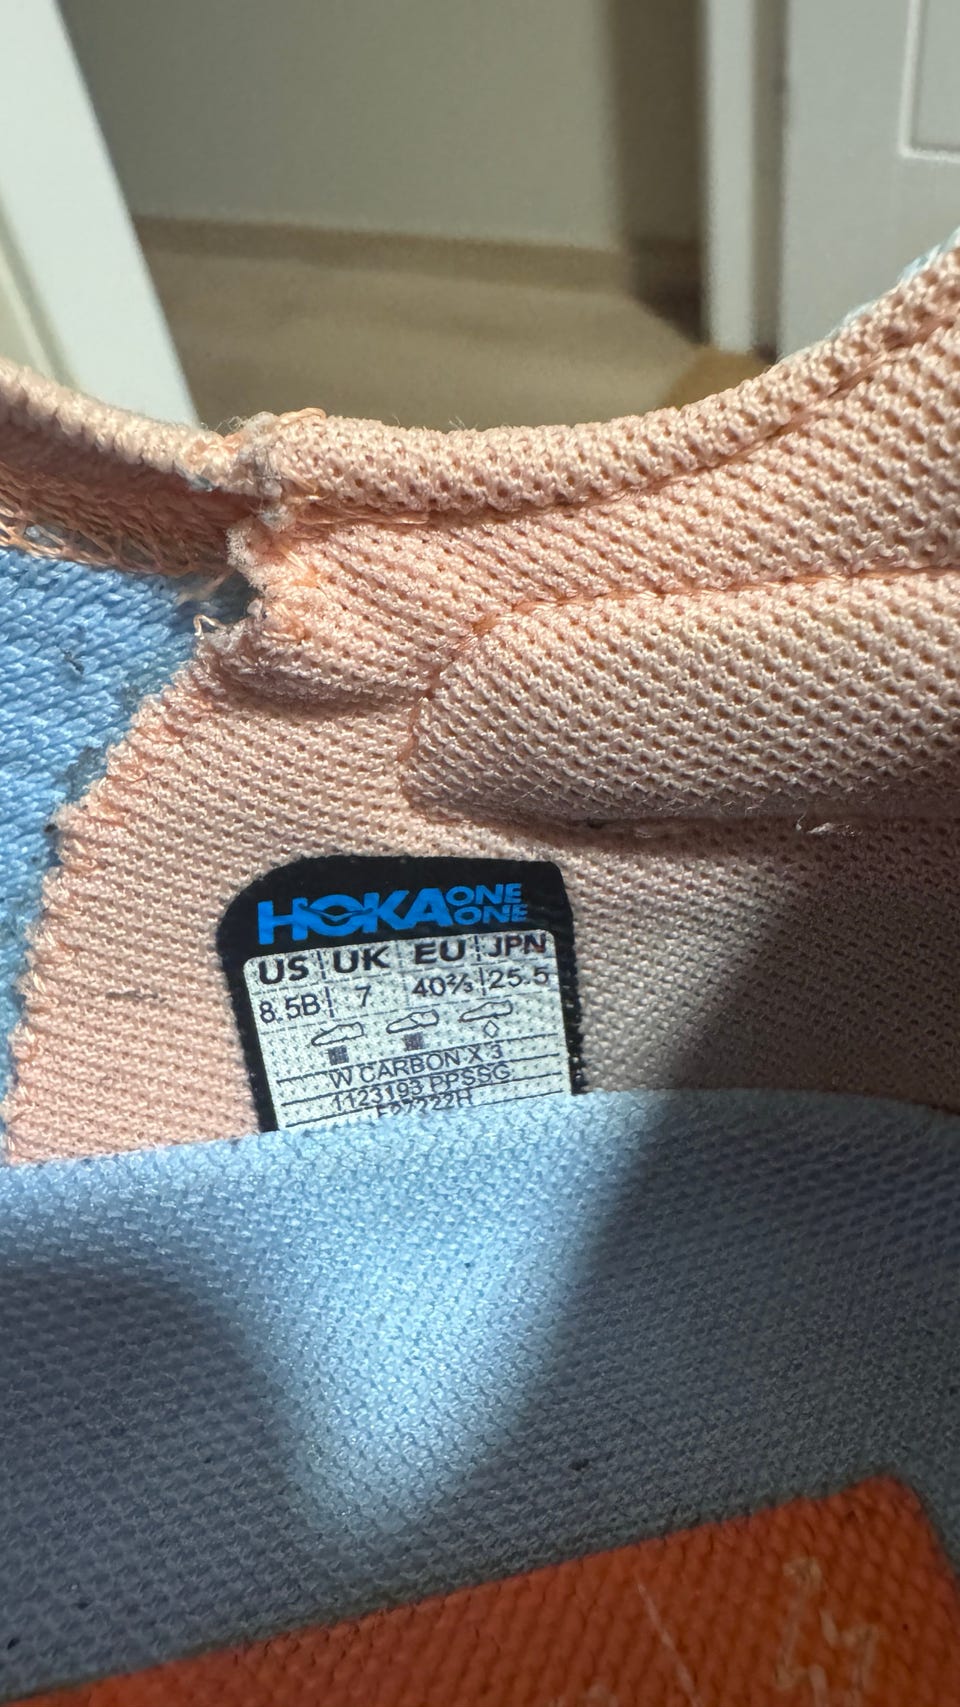 HOKA ONE ONE
US UK EU JPN
8.5B 7 40⅔ 25.5
W CARBON X 3
1123193 PPSSG